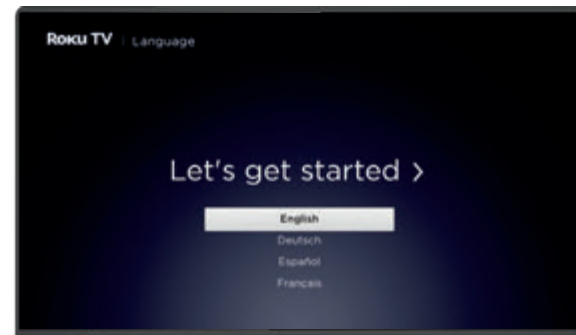 Roku TV | Language
Let's get started >
English
Deutsch
Español
Français